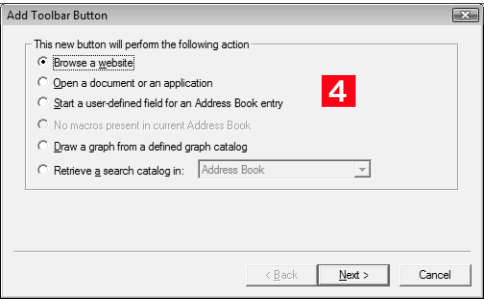 Add Toolbar Button
This new button will perform the following action
Browse a website
Open a document or an application
Start a user-defined field for an Address Book entry
No macros present in current Address Book
Draw a graph from a defined graph catalog
Retrieve a search catalog in: Address Book
4
< Back Next > Cancel